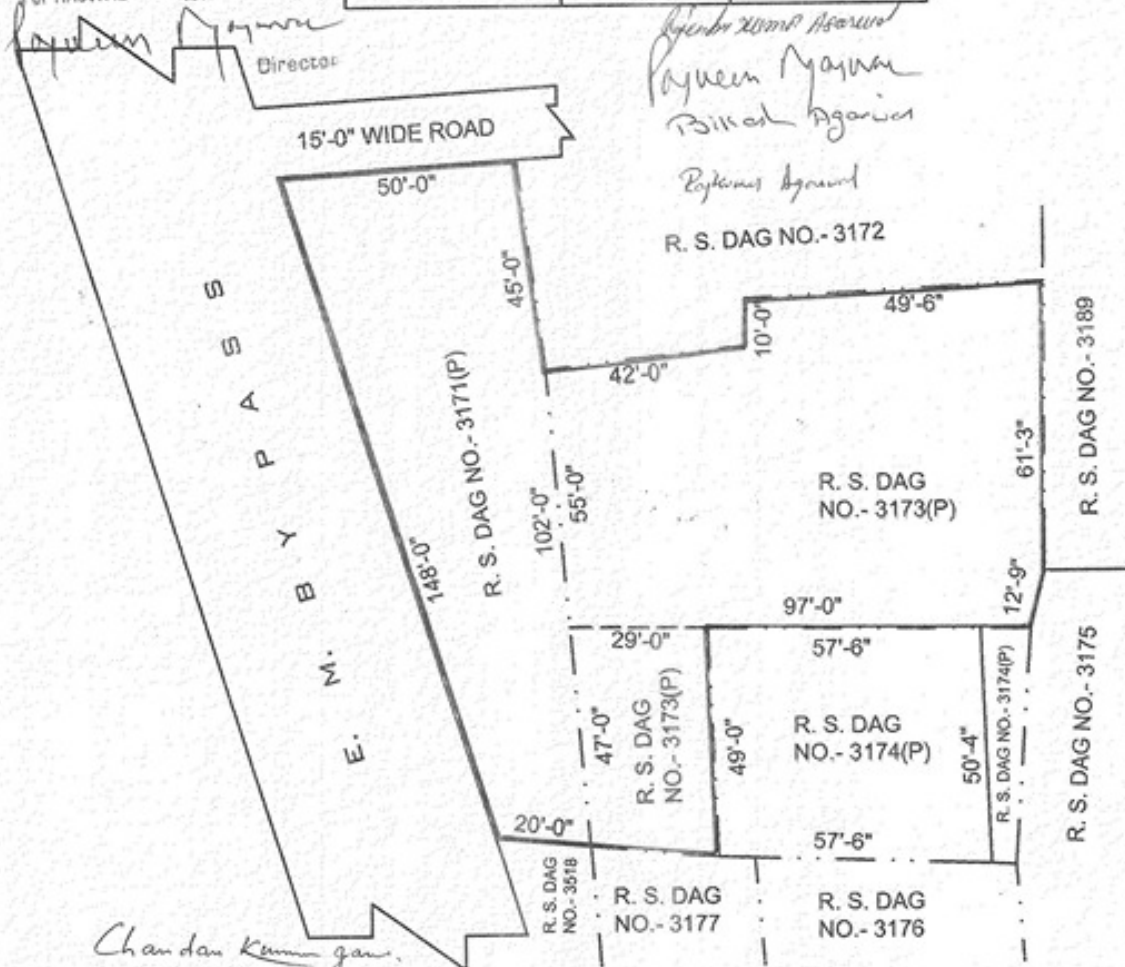 Director
15'-0" WIDE ROAD
50'-0"
Bikash Agarwal
R. S. DAG NO.- 3172
45'-0"
10'-0"
49'-6"
42'-0"
E. M. BY PASS
R. S. DAG NO.- 3171(P)
148'-0"
102'-0"
55'-0"
R. S. DAG
NO.- 3173(P)
61'-3"
R. S. DAG NO.- 3189
12'-9"
97'-0"
29'-0"
57'-6"
47'-0"
R. S. DAG
NO.- 3173(P)
49'-0"
R. S. DAG
NO.- 3174(P)
50'-4"
R. S. DAG NO.- 3174(P)
R. S. DAG NO.- 3175
20'-0"
57'-6"
R. S. DAG
NO.- 3518
R. S. DAG
NO.- 3177
R. S. DAG
NO.- 3176
Chandan Kumar